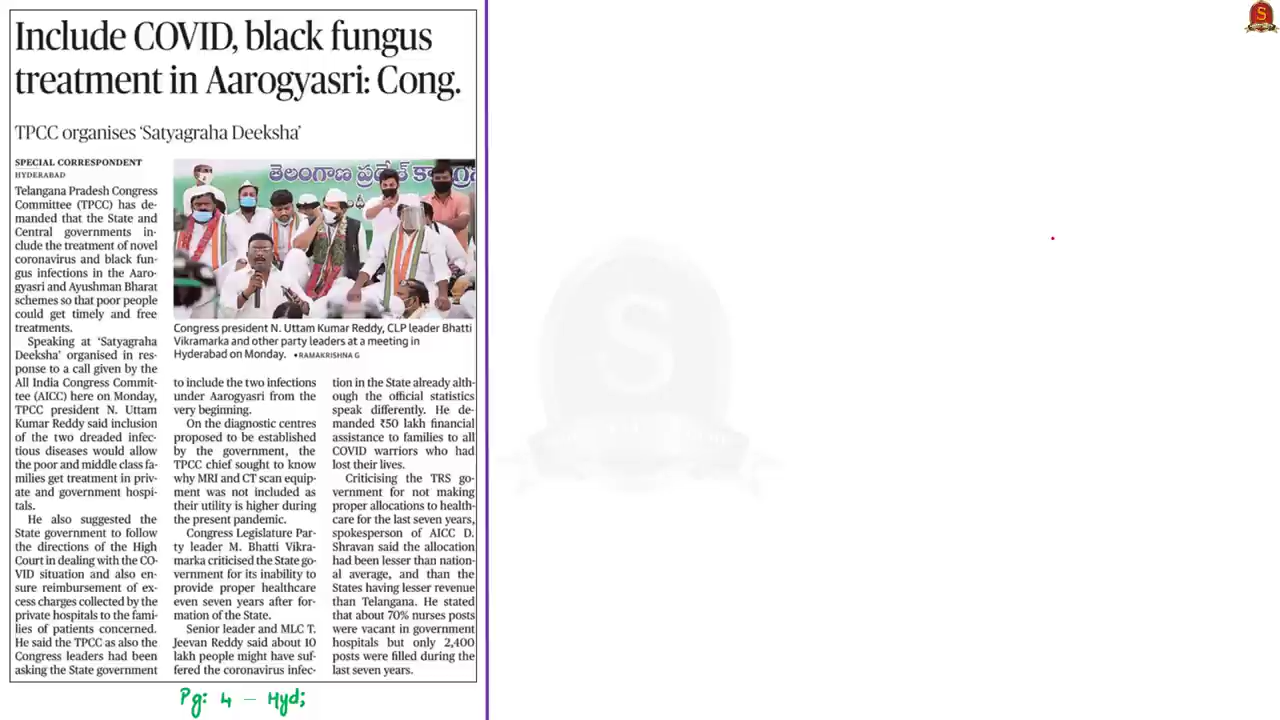 Include COVID, black fungus
treatment in Aarogyasri: Cong.
TPCC organises ‘Satyagraha Deeksha’
SPECIAL CORRESPONDENT
HYDERABAD
Telangana Pradesh Congress
Committee (TPCC) has de-
manded that the State and
Central governments in-
clude the treatment of novel
coronavirus and black fun-
gus infections in the Aaro-
gyasri and Ayushman Bharat
schemes so that poor people
could get timely and free
treatments.
Speaking at ‘Satyagraha
Deeksha’ organised in res-
ponse to a call given by the
All India Congress Commit-
tee (AICC) here on Monday,
TPCC president N. Uttam
Kumar Reddy said inclusion
of the two dreaded infec-
tious diseases would allow
the poor and middle class fa-
milies get treatment in priv-
ate and government hospi-
tals.
He also suggested the
State government to follow
the directions of the High
Court in dealing with the CO-
VID situation and also en-
sure reimbursement of ex-
cess charges collected by the
private hospitals to the fami-
lies of patients concerned.
He said the TPCC as also the
Congress leaders had been
asking the State government
తెలంగాణ ప్రదేశ్ కాంగ్రె
Congress president N. Uttam Kumar Reddy, CLP leader Bhatti
Vikramarka and other party leaders at a meeting in
Hyderabad on Monday. •RAMAKRISHNA G
to include the two infections
under Aarogyasri from the
very beginning.
On the diagnostic centres
proposed to be established
by the government, the
TPCC chief sought to know
why MRI and CT scan equip-
ment was not included as
their utility is higher during
the present pandemic.
Congress Legislature Par-
ty leader M. Bhatti Vikra-
marka criticised the State go-
vernment for its inability to
provide proper healthcare
even seven years after for-
mation of the State.
Senior leader and MLC T.
Jeevan Reddy said about 10
lakh people might have suf-
fered the coronavirus infec-
tion in the State already alth-
ough the official statistics
speak differently. He de-
manded ₹50 lakh financial
assistance to families to all
COVID warriors who had
lost their lives.
Criticising the TRS go-
vernment for not making
proper allocations to health-
care for the last seven years,
spokesperson of AICC D.
Shravan said the allocation
had been lesser than nation-
al average, and than the
States having lesser revenue
than Telangana. He stated
that about 70% nurses posts
were vacant in government
hospitals but only 2,400
posts were filled during the
last seven years.
Pg: 4 – Hyd;
S
S